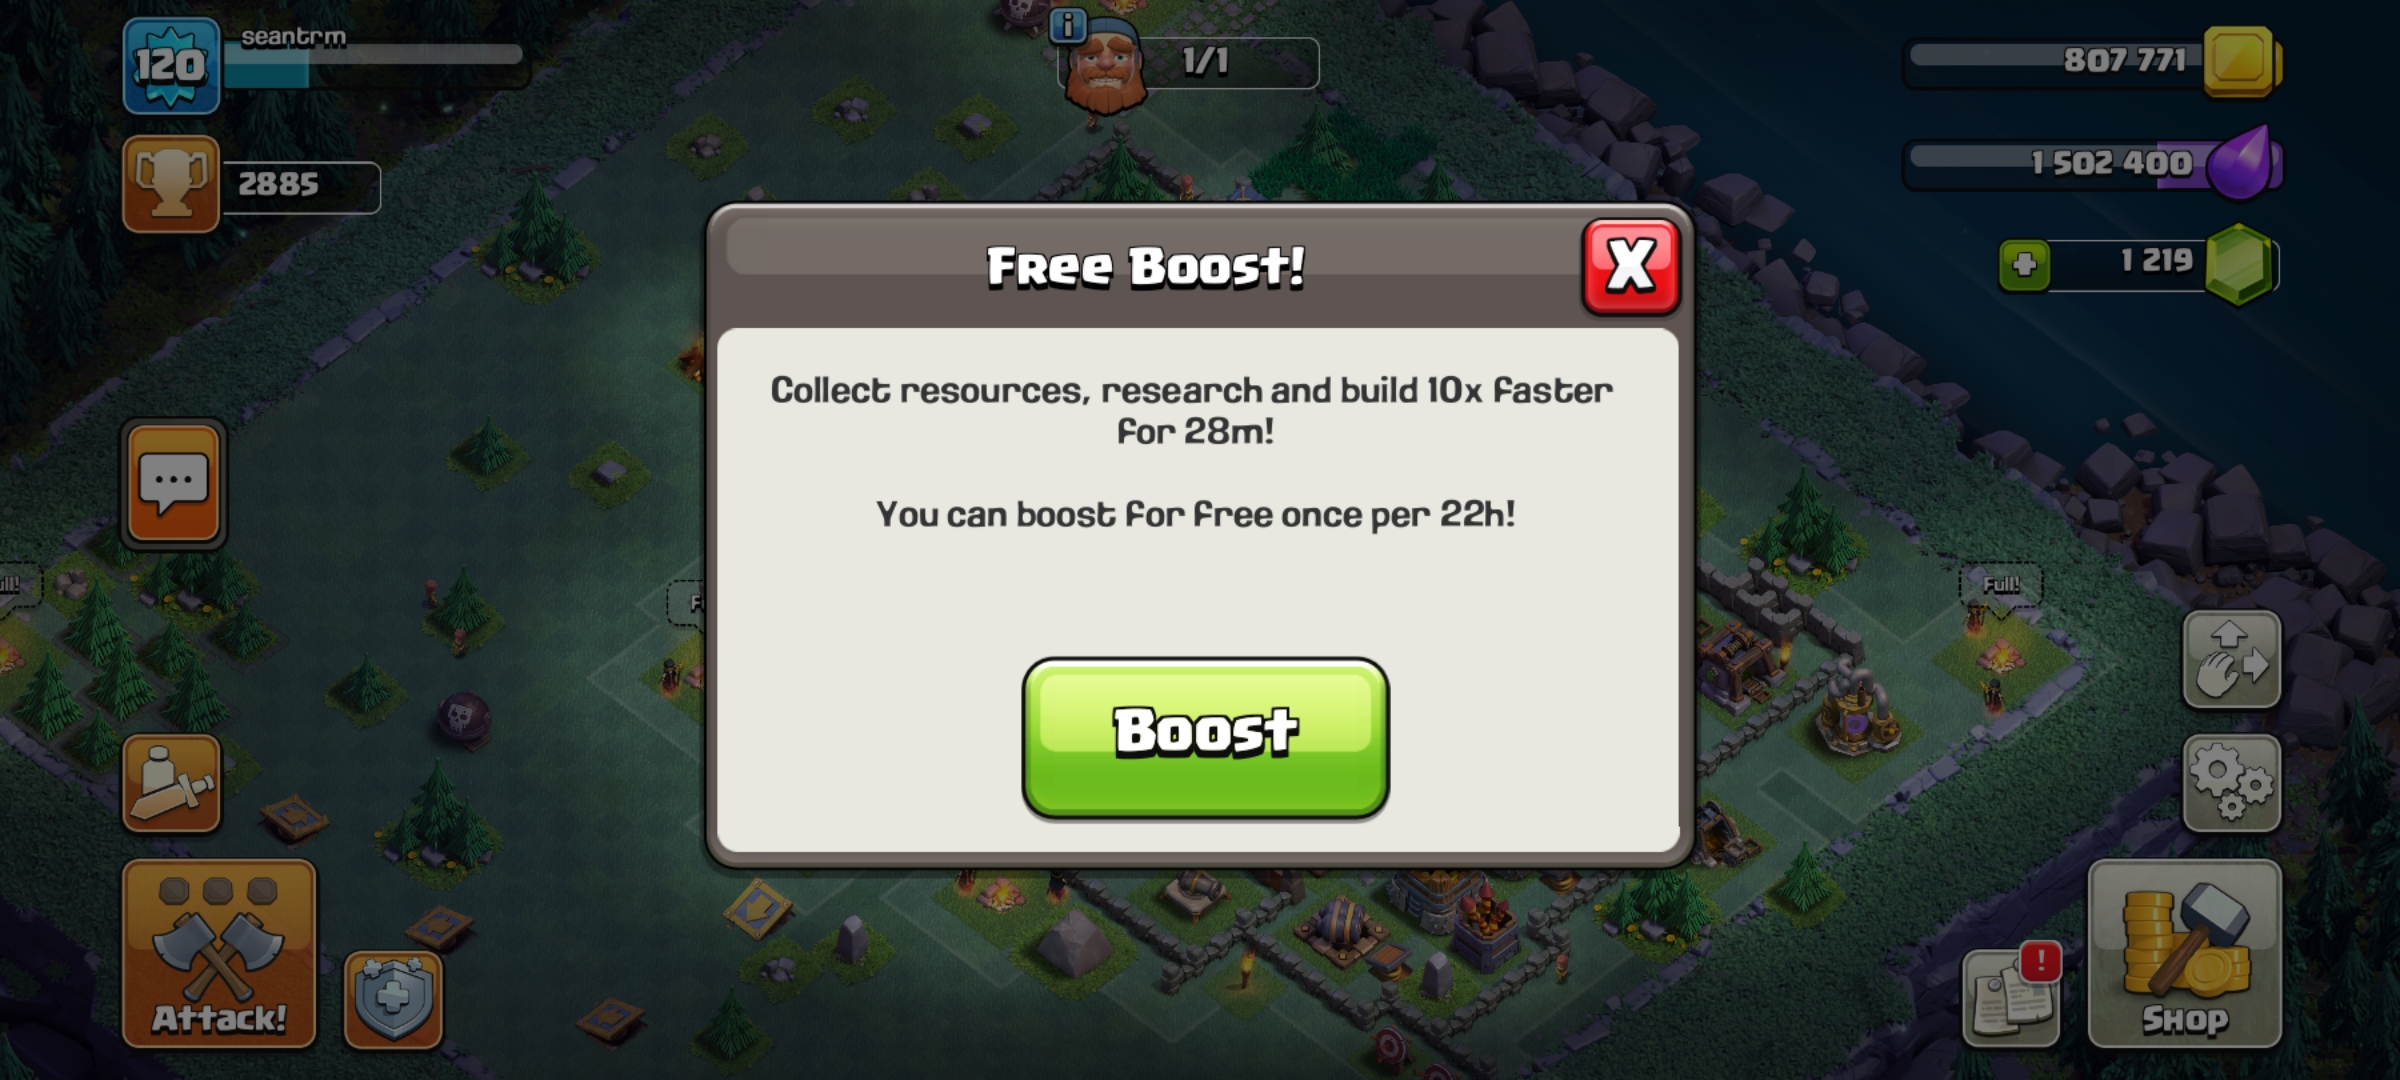 120
seantrm
1/1
807 771
2885
1 502 400
1 219
Free Boost!
X
Collect resources, research and build 10x faster
for 28m!
You can boost for free once per 22h!
Full!
Boost
Attack!
!
Shop